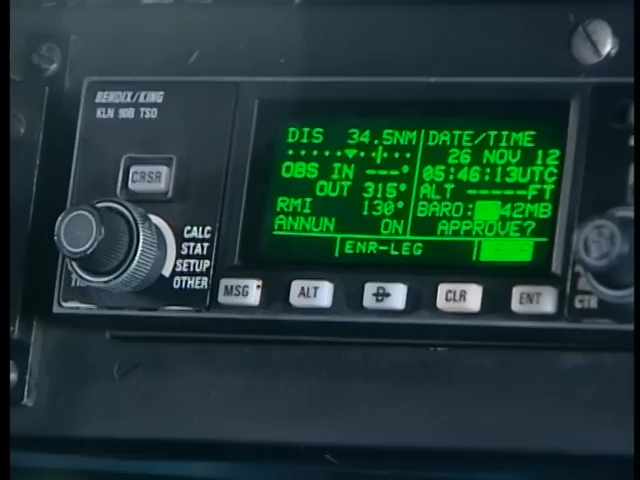 BENDIX/KING
KLN 90B TSO
CRSR
CALC
STAT
SETUP
OTHER
DIS 34.5NM
OBS IN ---°
OUT 315°
RMI 130°
ANNUN ON
DATE/TIME
26 NOV 12
05:46:13UTC
ALT -----FT
BARO: 42MB
APPROVE?
ENR-LEG
MSG
ALT
D
CLR
ENT
CTR